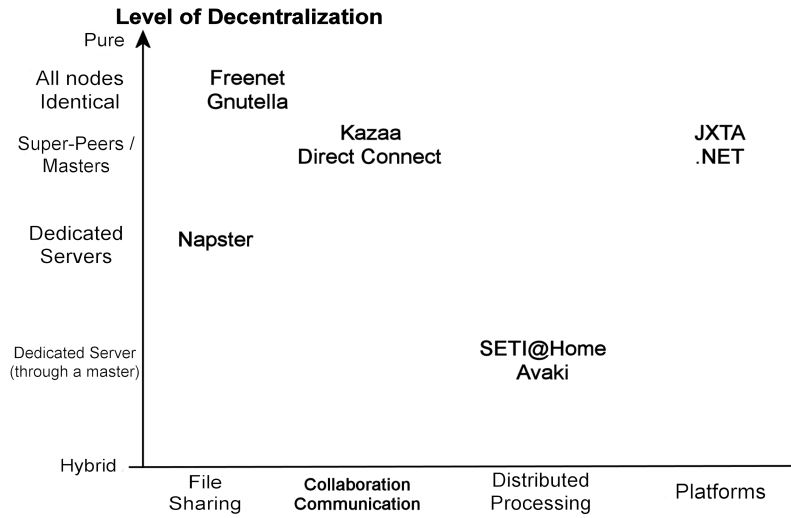 Level of Decentralization
Pure
All nodes
Identical
Freenet
Gnutella
Super-Peers /
Masters
Kazaa
Direct Connect
JXTA
.NET
Dedicated
Servers
Napster
Dedicated Server
(through a master)
SETI@Home
Avaki
Hybrid
File
Sharing
Collaboration
Communication
Distributed
Processing
Platforms